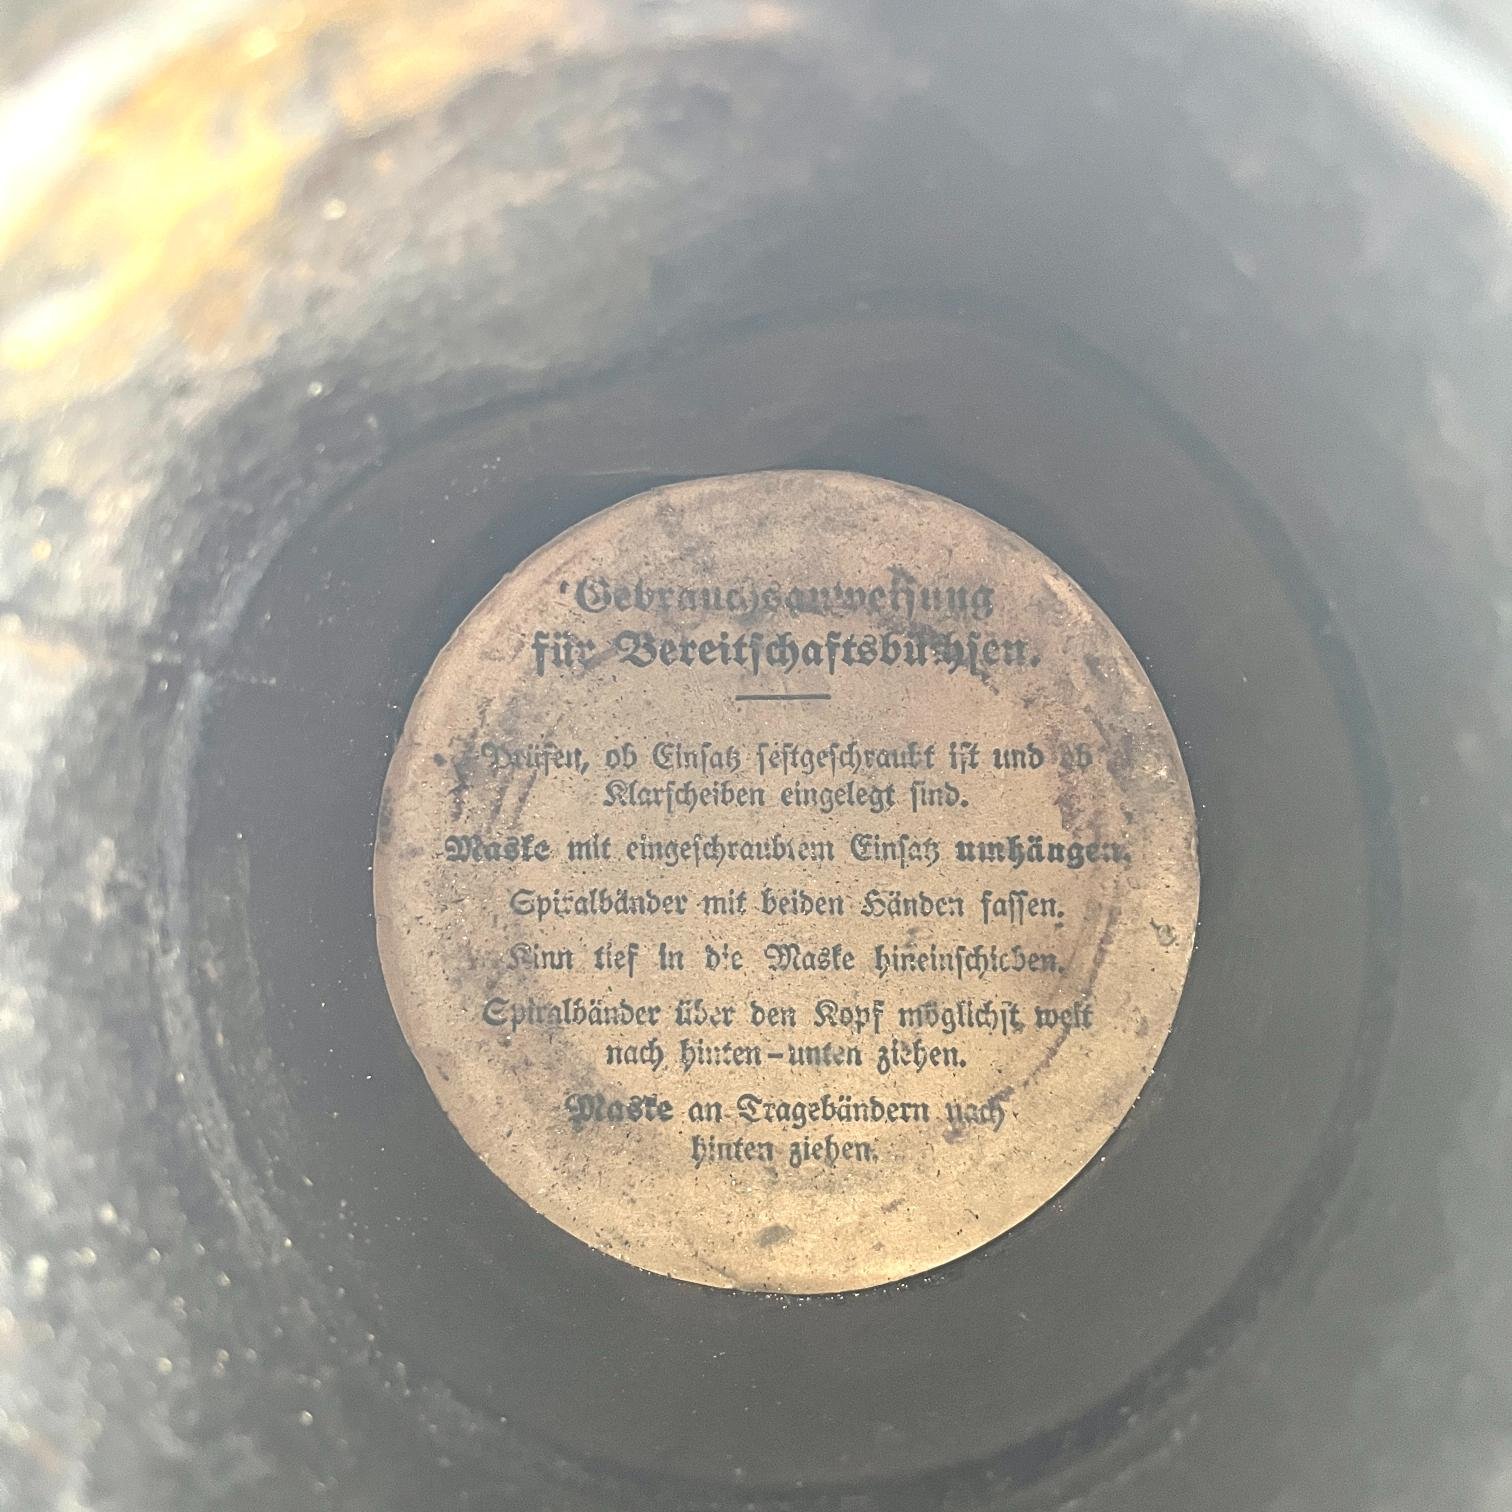 Gebrauchsanweisung
für Bereitschaftsbüchsen.
Prüfen, ob Einsatz festgeschraubt ist und ob
Klarscheiben eingelegt sind.
Maske mit eingeschraubtem Einsatz umhängen.
Spiralbänder mit beiden Händen fassen.
Kinn tief in die Maske hineinschieben.
Spiralbänder über den Kopf möglichst weit
nach hinten–unten ziehen.
Maske an Tragebändern nach
hinten ziehen.